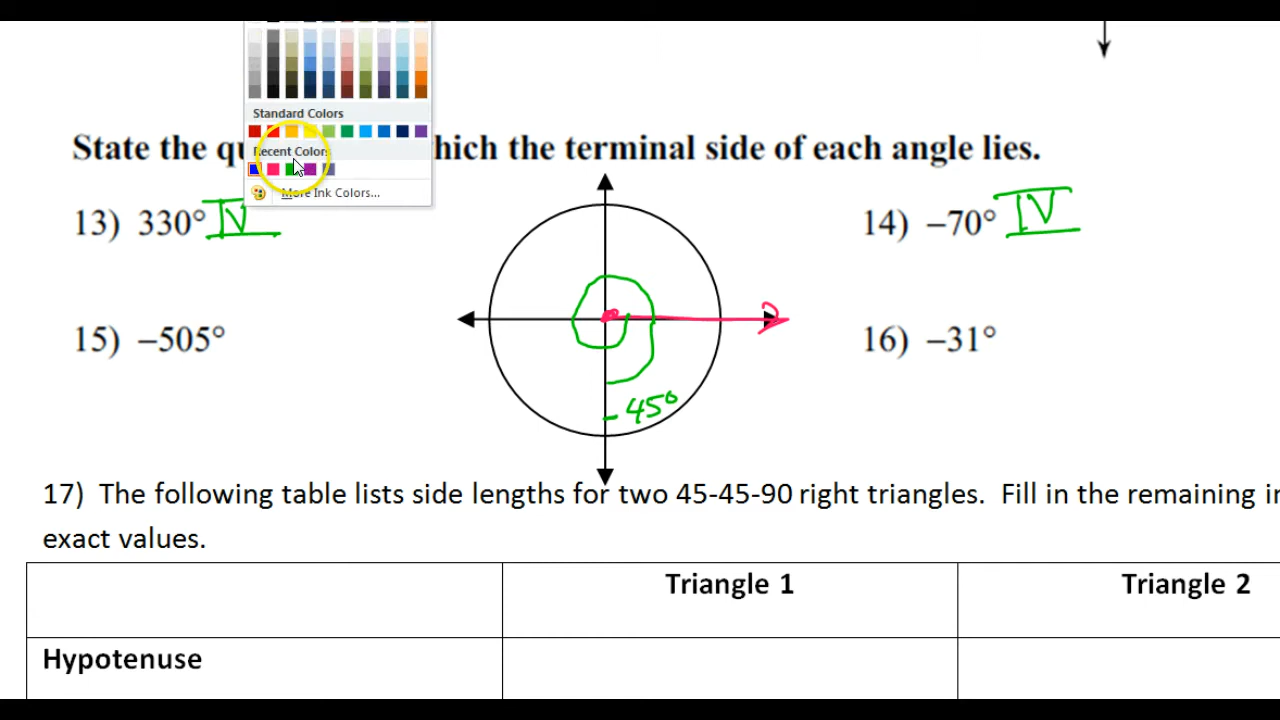 Standard Colors
Recent Colors
More Ink Colors...
State the qu hich the terminal side of each angle lies.
13) 330° IV
14) –70° IV
15) –505°
16) –31°
- 45°
17) The following table lists side lengths for two 45-45-90 right triangles. Fill in the remaining in
exact values.
Triangle 1
Triangle 2
Hypotenuse